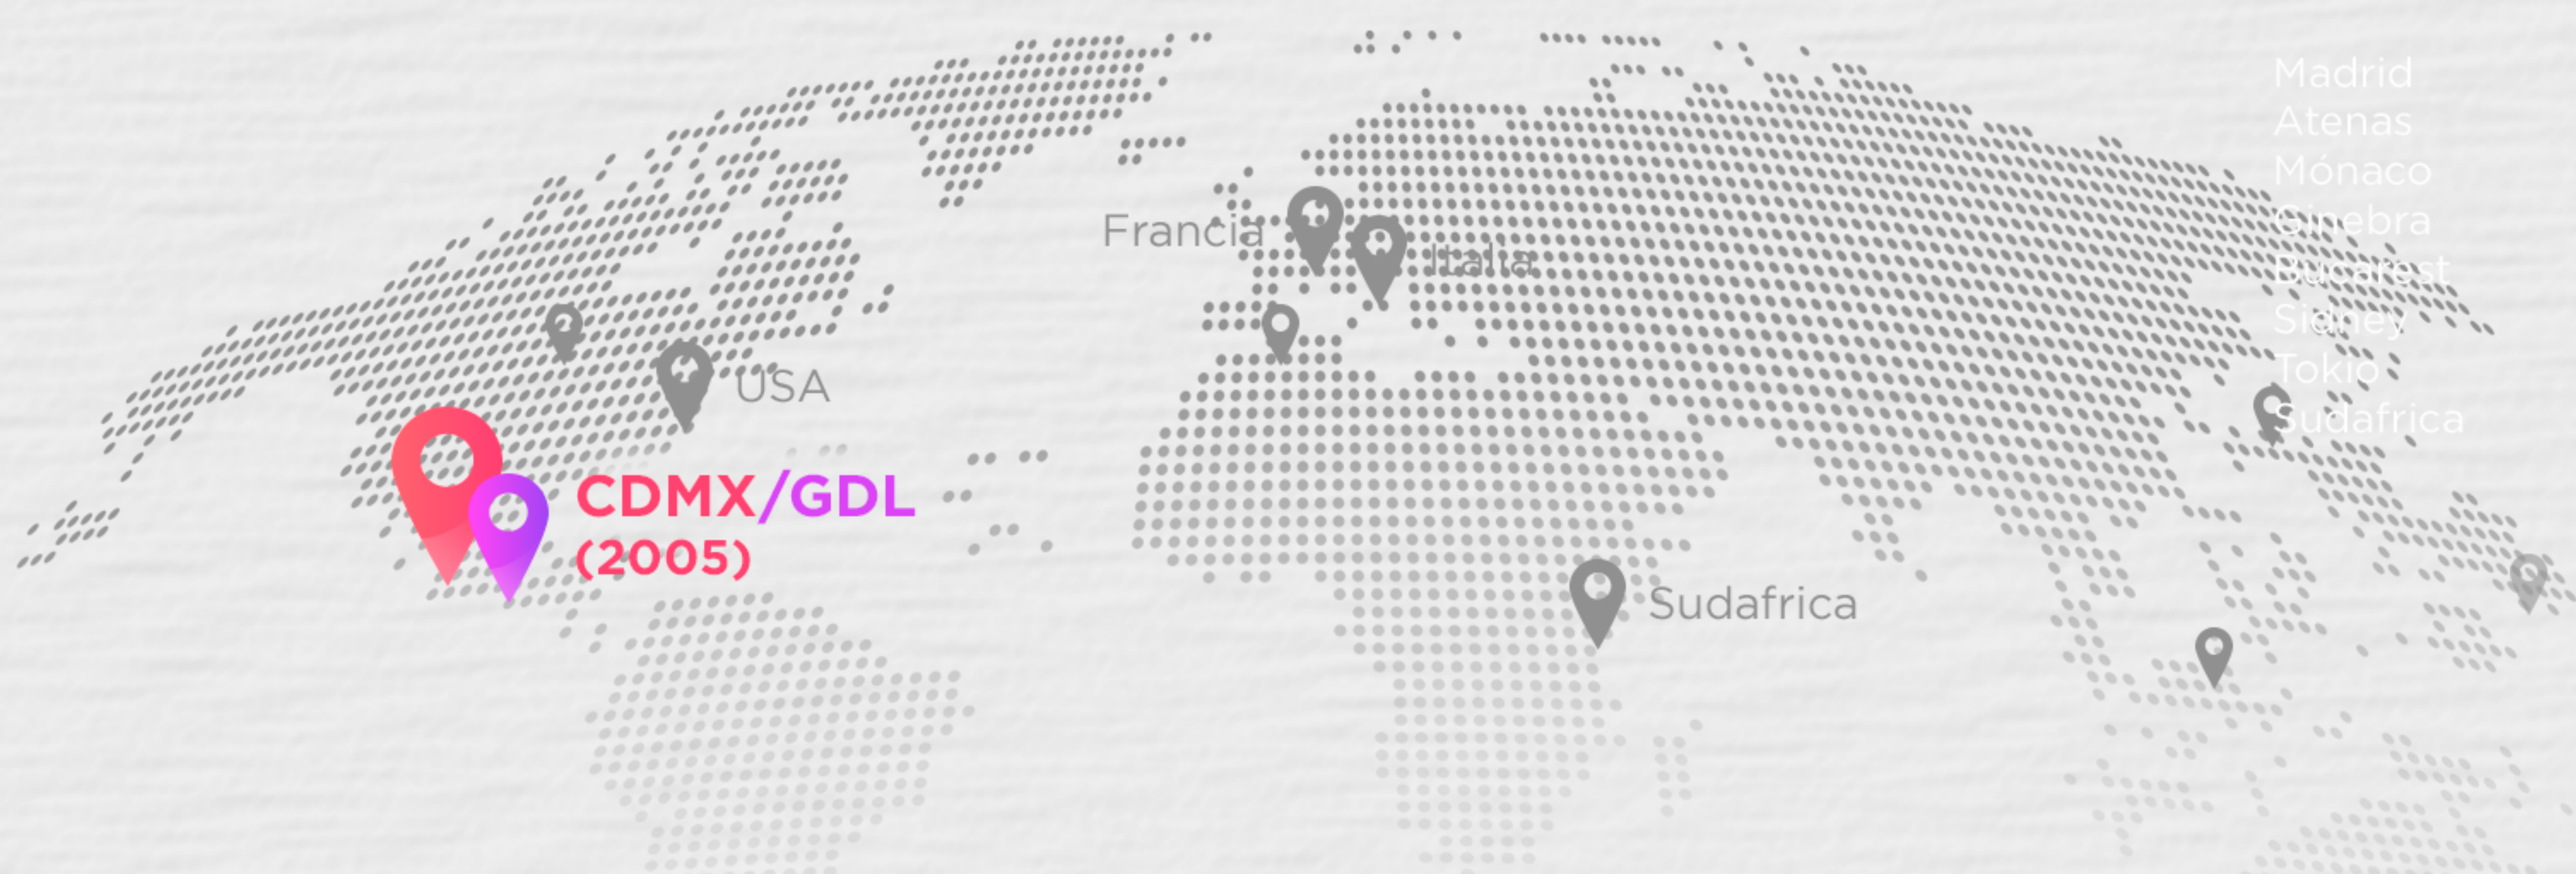 Francia
Italia
USA
CDMX/GDL
(2005)
Sudafrica
Madrid
Atenas
Mónaco
Ginebra
Bucarest
Sidney
Tokio
Sudafrica